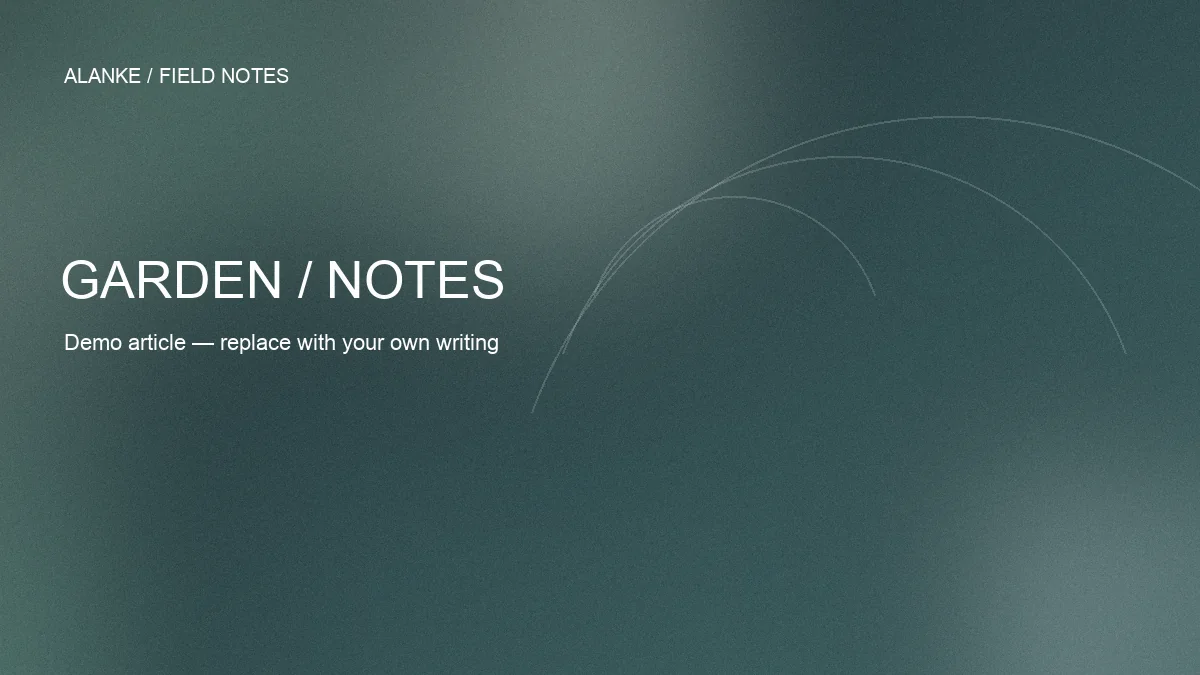 ALANKE / FIELD NOTES
GARDEN / NOTES
Demo article — replace with your own writing